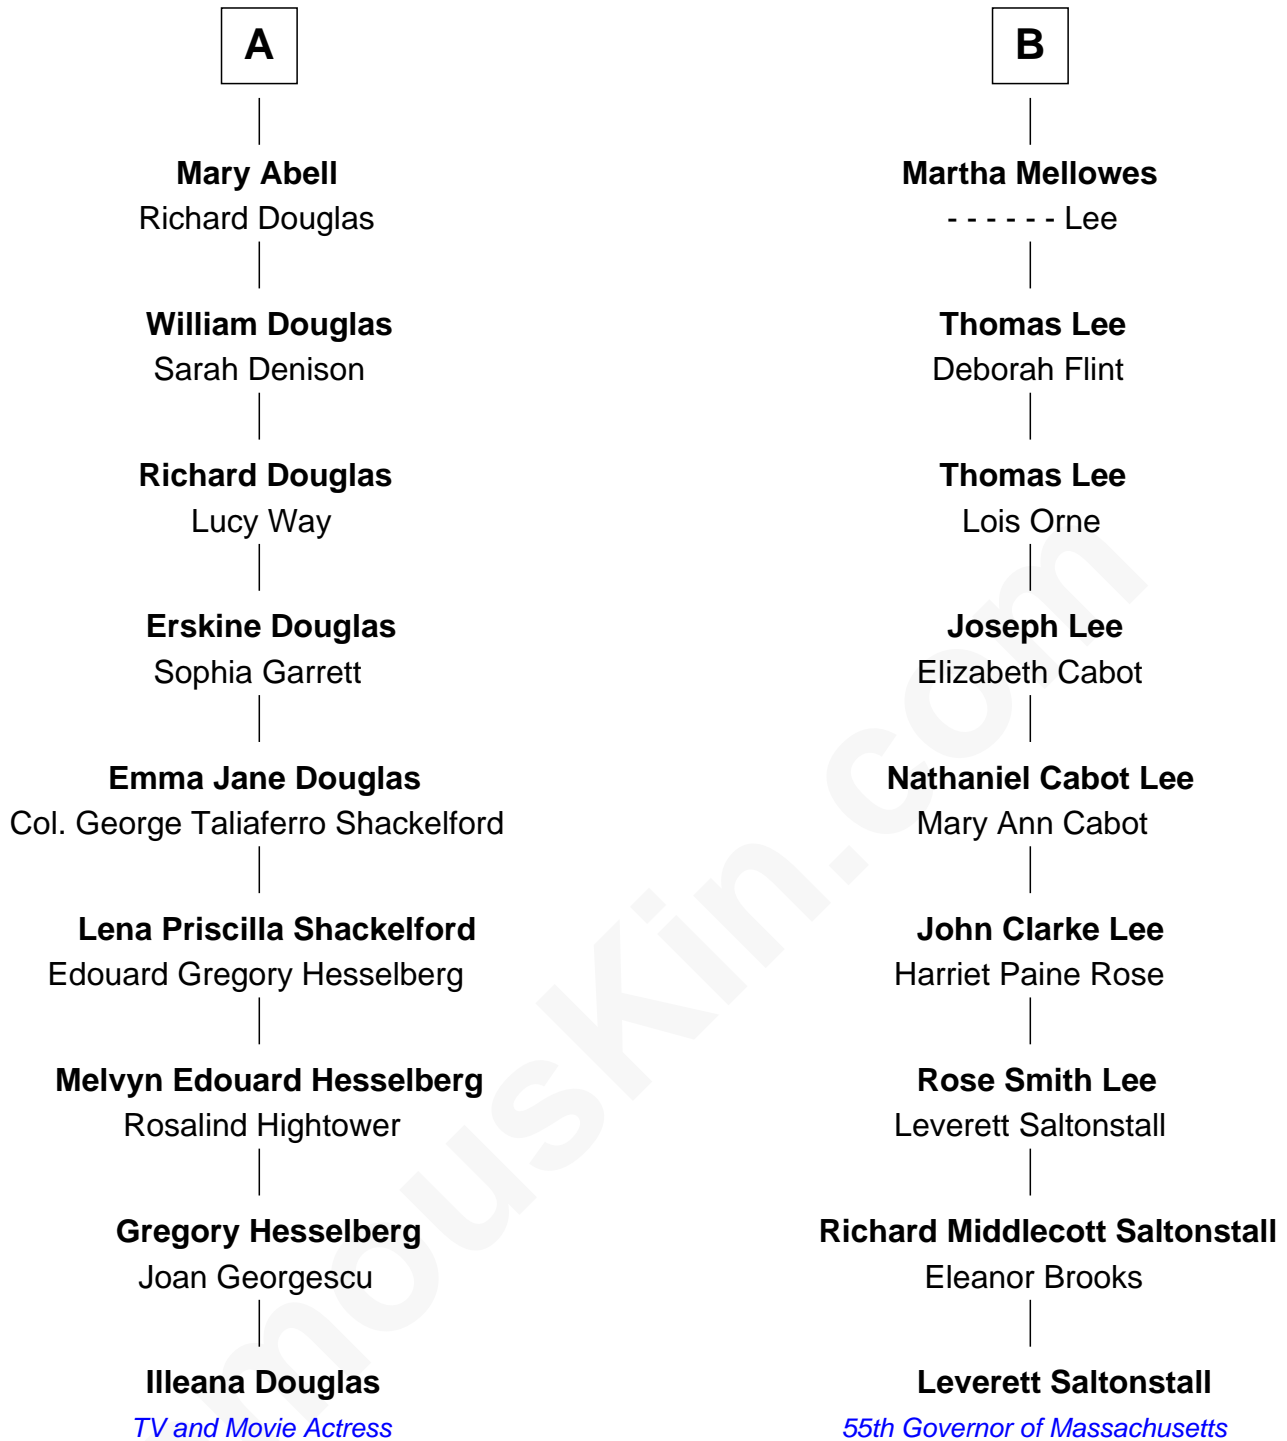 A
Mary Abell
Richard Douglas
William Douglas
Sarah Denison
Richard Douglas
Lucy Way
Erskine Douglas
Sophia Garrett
Emma Jane Douglas
Col. George Taliaferro Shackelford
Lena Priscilla Shackelford
Edouard Gregory Hesselberg
Melvyn Edouard Hesselberg
Rosalind Hightower
Gregory Hesselberg
Joan Georgescu
Illeana Douglas
TV and Movie Actress
B
Martha Mellowes
- - - - - - Lee
Thomas Lee
Deborah Flint
Thomas Lee
Lois Orne
Joseph Lee
Elizabeth Cabot
Nathaniel Cabot Lee
Mary Ann Cabot
John Clarke Lee
Harriet Paine Rose
Rose Smith Lee
Leverett Saltonstall
Richard Middlecott Saltonstall
Eleanor Brooks
Leverett Saltonstall
55th Governor of Massachusetts
mousKin.com